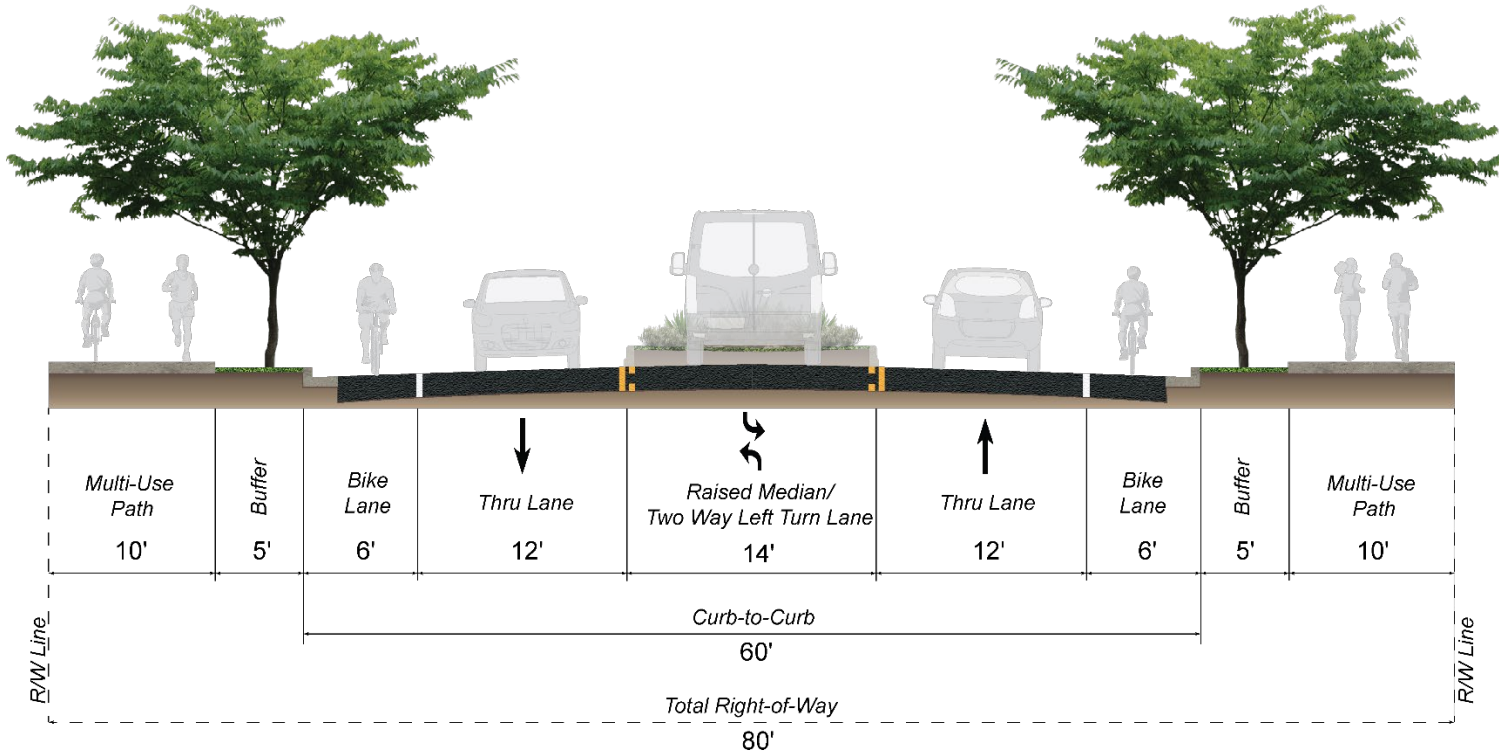 Multi-Use
Path
10'
Buffer
5'
Bike
Lane
6'
Thru Lane
12'
Raised Median/
Two Way Left Turn Lane
14'
Thru Lane
12'
Bike
Lane
6'
Buffer
5'
Multi-Use
Path
10'
Curb-to-Curb
60'
R/W Line
R/W Line
Total Right-of-Way
80'